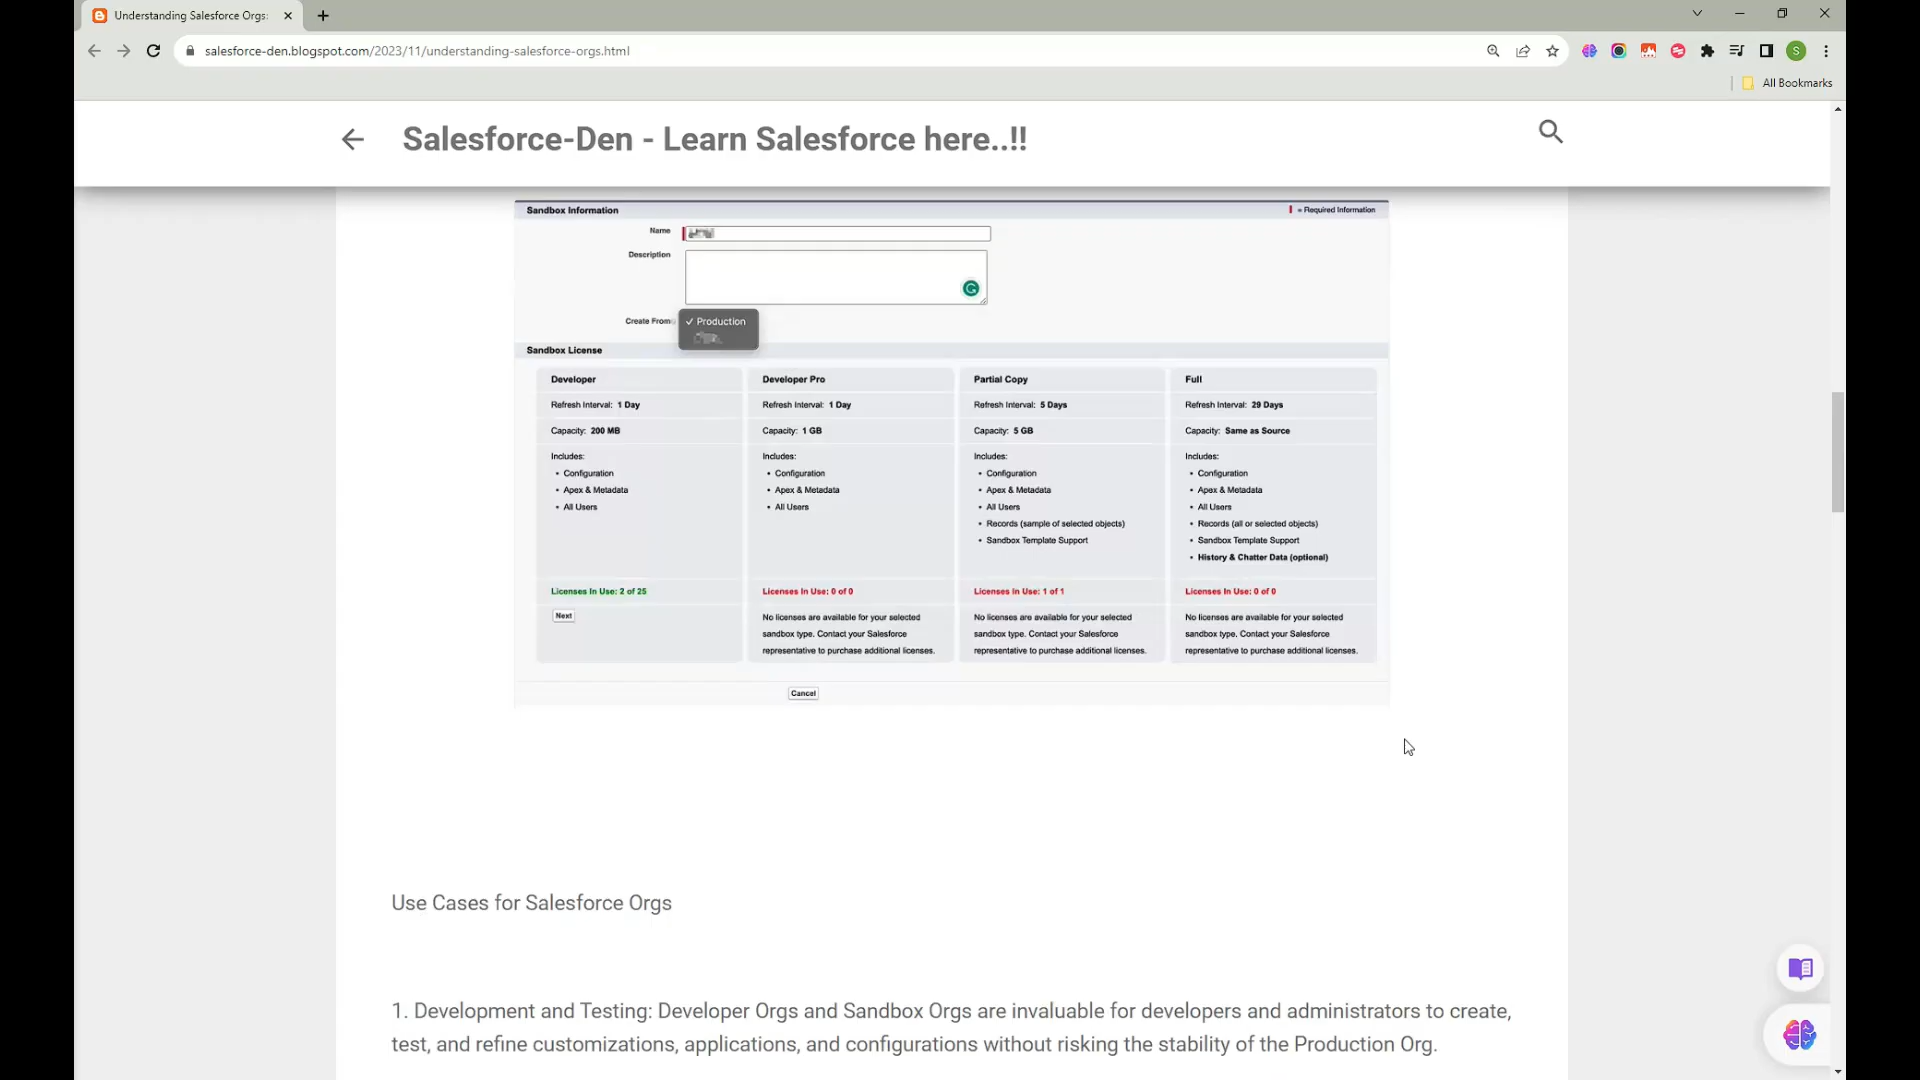 Understanding Salesforce Orgs:
salesforce-den.blogspot.com/2023/11/understanding-salesforce-orgs.html
S
All Bookmarks
Salesforce-Den - Learn Salesforce here..!!
Sandbox Information
= Required Information
Name
Description
Create From
✓ Production
Sandbox License
Developer
Refresh Interval: 1 Day
Capacity: 200 MB
Includes:
• Configuration
• Apex & Metadata
• All Users
Licenses In Use: 2 of 25
Next
Developer Pro
Refresh Interval: 1 Day
Capacity: 1 GB
Includes:
• Configuration
• Apex & Metadata
• All Users
Licenses In Use: 0 of 0
No licenses are available for your selected
sandbox type. Contact your Salesforce
representative to purchase additional licenses.
Partial Copy
Refresh Interval: 5 Days
Capacity: 5 GB
Includes:
• Configuration
• Apex & Metadata
• All Users
• Records (sample of selected objects)
• Sandbox Template Support
Licenses In Use: 1 of 1
No licenses are available for your selected
sandbox type. Contact your Salesforce
representative to purchase additional licenses.
Full
Refresh Interval: 29 Days
Capacity: Same as Source
Includes:
• Configuration
• Apex & Metadata
• All Users
• Records (all or selected objects)
• Sandbox Template Support
• History & Chatter Data (optional)
Licenses In Use: 0 of 0
No licenses are available for your selected
sandbox type. Contact your Salesforce
representative to purchase additional licenses.
Cancel
Use Cases for Salesforce Orgs
1. Development and Testing: Developer Orgs and Sandbox Orgs are invaluable for developers and administrators to create,
test, and refine customizations, applications, and configurations without risking the stability of the Production Org.